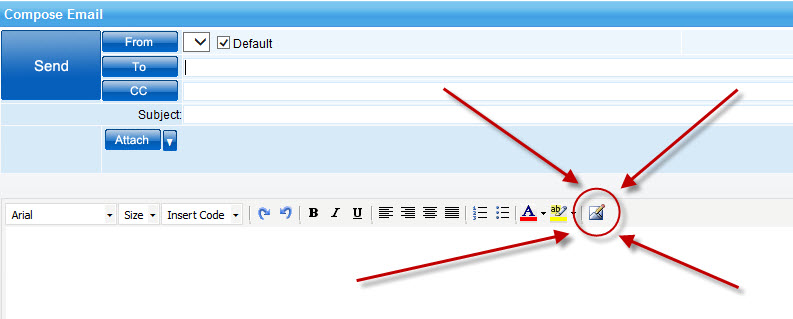 Compose Email
Send
From
Default
To
CC
Subject:
Attach
Arial Size Insert Code B I U A ab